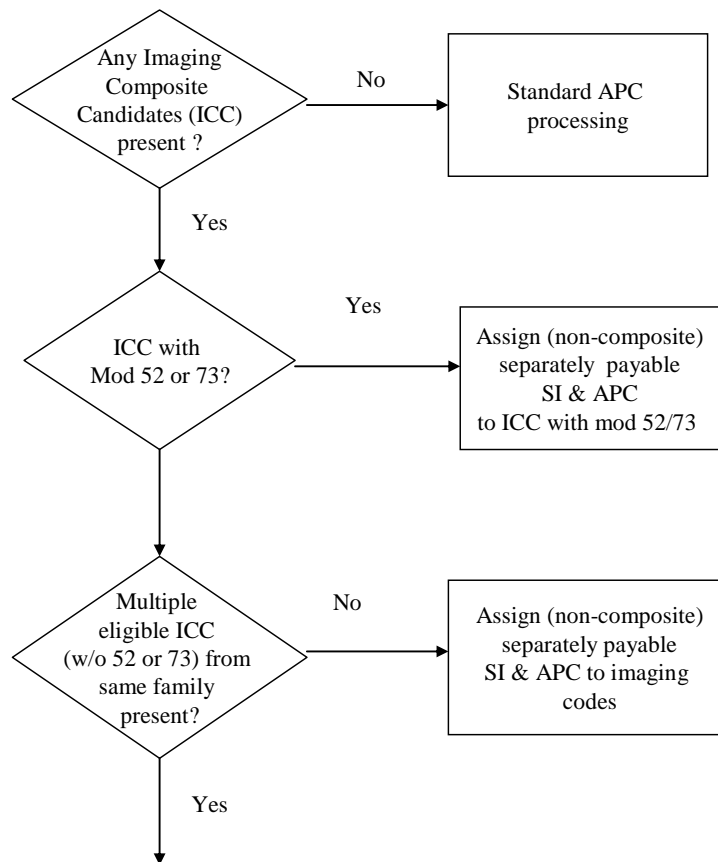 Any Imaging
Composite
Candidates (ICC)
present ?
No
Standard APC
processing
Yes
ICC with
Mod 52 or 73?
Yes
Assign (non-composite)
separately payable
SI & APC
to ICC with mod 52/73
Multiple
eligible ICC
(w/o 52 or 73) from
same family
present?
No
Assign (non-composite)
separately payable
SI & APC to imaging
codes
Yes